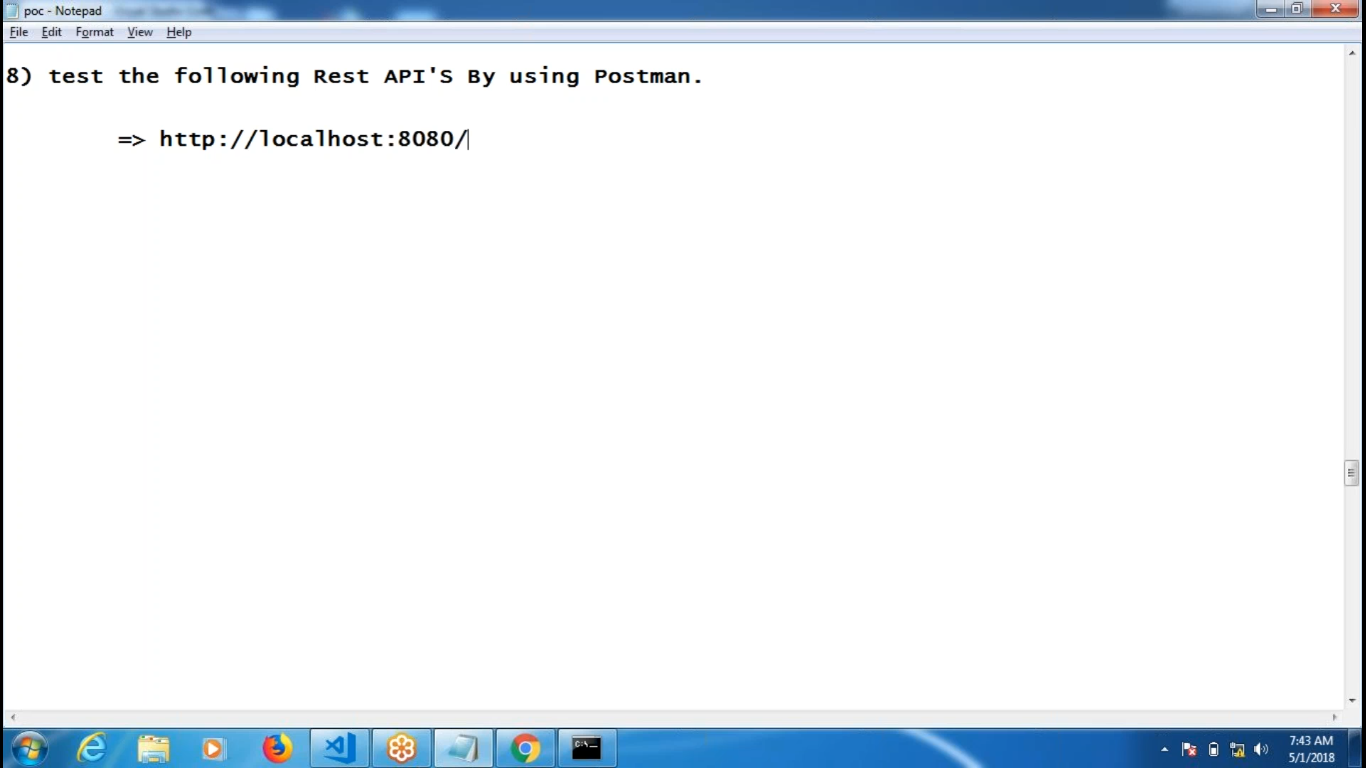 poc - Notepad
File Edit Format View Help
8) test the following Rest API'S By using Postman.
=> http://localhost:8080/
7:43 AM
5/1/2018